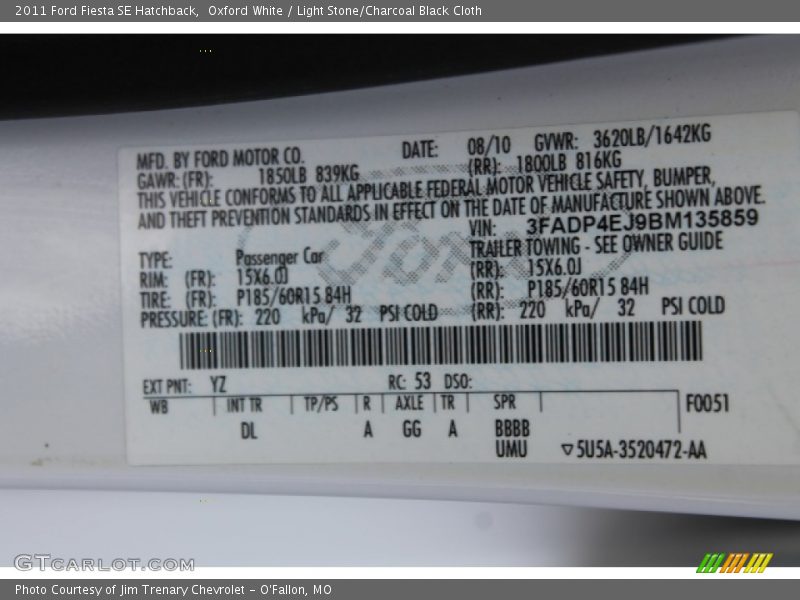 2011 Ford Fiesta SE Hatchback, Oxford White / Light Stone/Charcoal Black Cloth
MFD. BY FORD MOTOR CO. DATE: 08/10 GVWR: 3620LB/1642KG
GAWR: (FR): 1850LB 839KG (RR): 1800LB 816KG
THIS VEHICLE CONFORMS TO ALL APPLICABLE FEDERAL MOTOR VEHICLE SAFETY, BUMPER,
AND THEFT PREVENTION STANDARDS IN EFFECT ON THE DATE OF MANUFACTURE SHOWN ABOVE.
VIN: 3FADP4EJ9BM135859
TYPE: Passenger Car TRAILER TOWING - SEE OWNER GUIDE
RIM: (FR): 15X6.0J (RR): 15X6.0J
TIRE: (FR): P185/60R15 84H (RR): P185/60R15 84H
PRESSURE: (FR): 220 kPa/ 32 PSI COLD (RR): 220 kPa/ 32 PSI COLD
EXT PNT: YZ RC: 53 DSO:
WB INT TR TP/PS R AXLE TR SPR F0051
DL A GG A BBBB
UMU ▽5U5A-3520472-AA
GTCARLOT.COM
Photo Courtesy of Jim Trenary Chevrolet - O'Fallon, MO